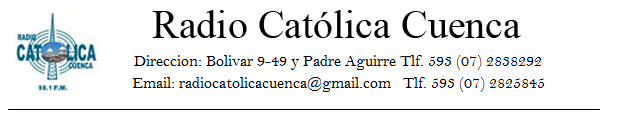 Radio Católica Cuenca
RADIO
CATOLICA
CUENCA
98.1 F.M.
Direccion: Bolivar 9-49 y Padre Aguirre Tlf. 593 (07) 2838292
Email: radiocatolicacuenca@gmail.com Tlf. 593 (07) 2825845